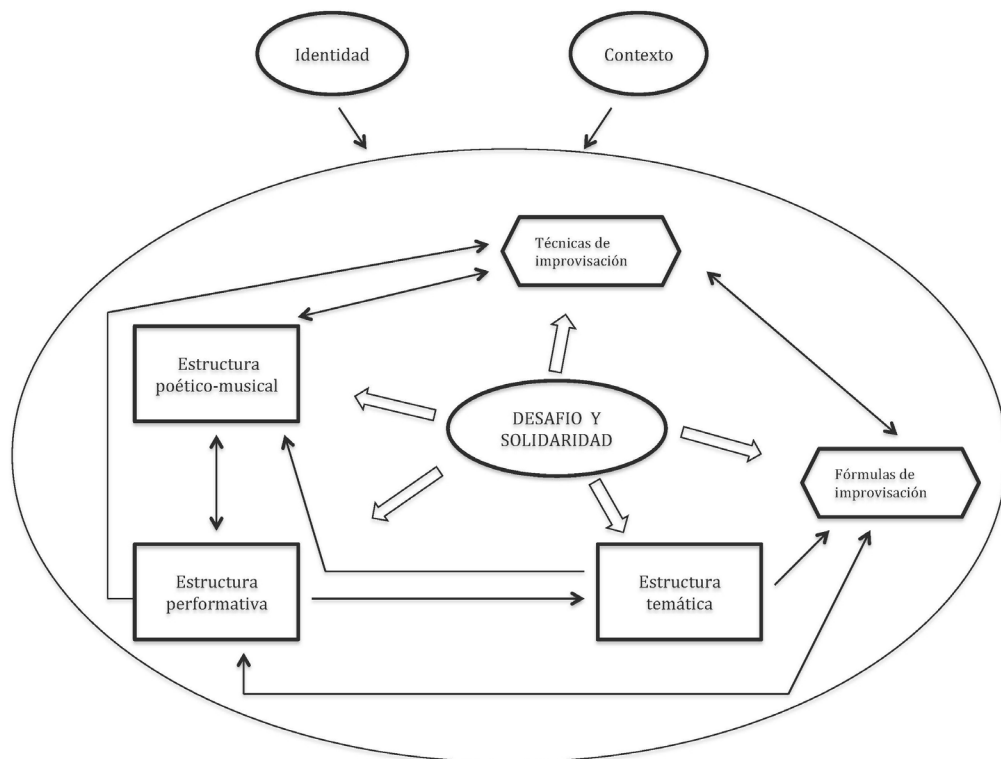 Identidad
Contexto
Técnicas de
improvisación
Estructura
poético-musical
DESAFIO Y
SOLIDARIDAD
Fórmulas de
improvisación
Estructura
performativa
Estructura
temática